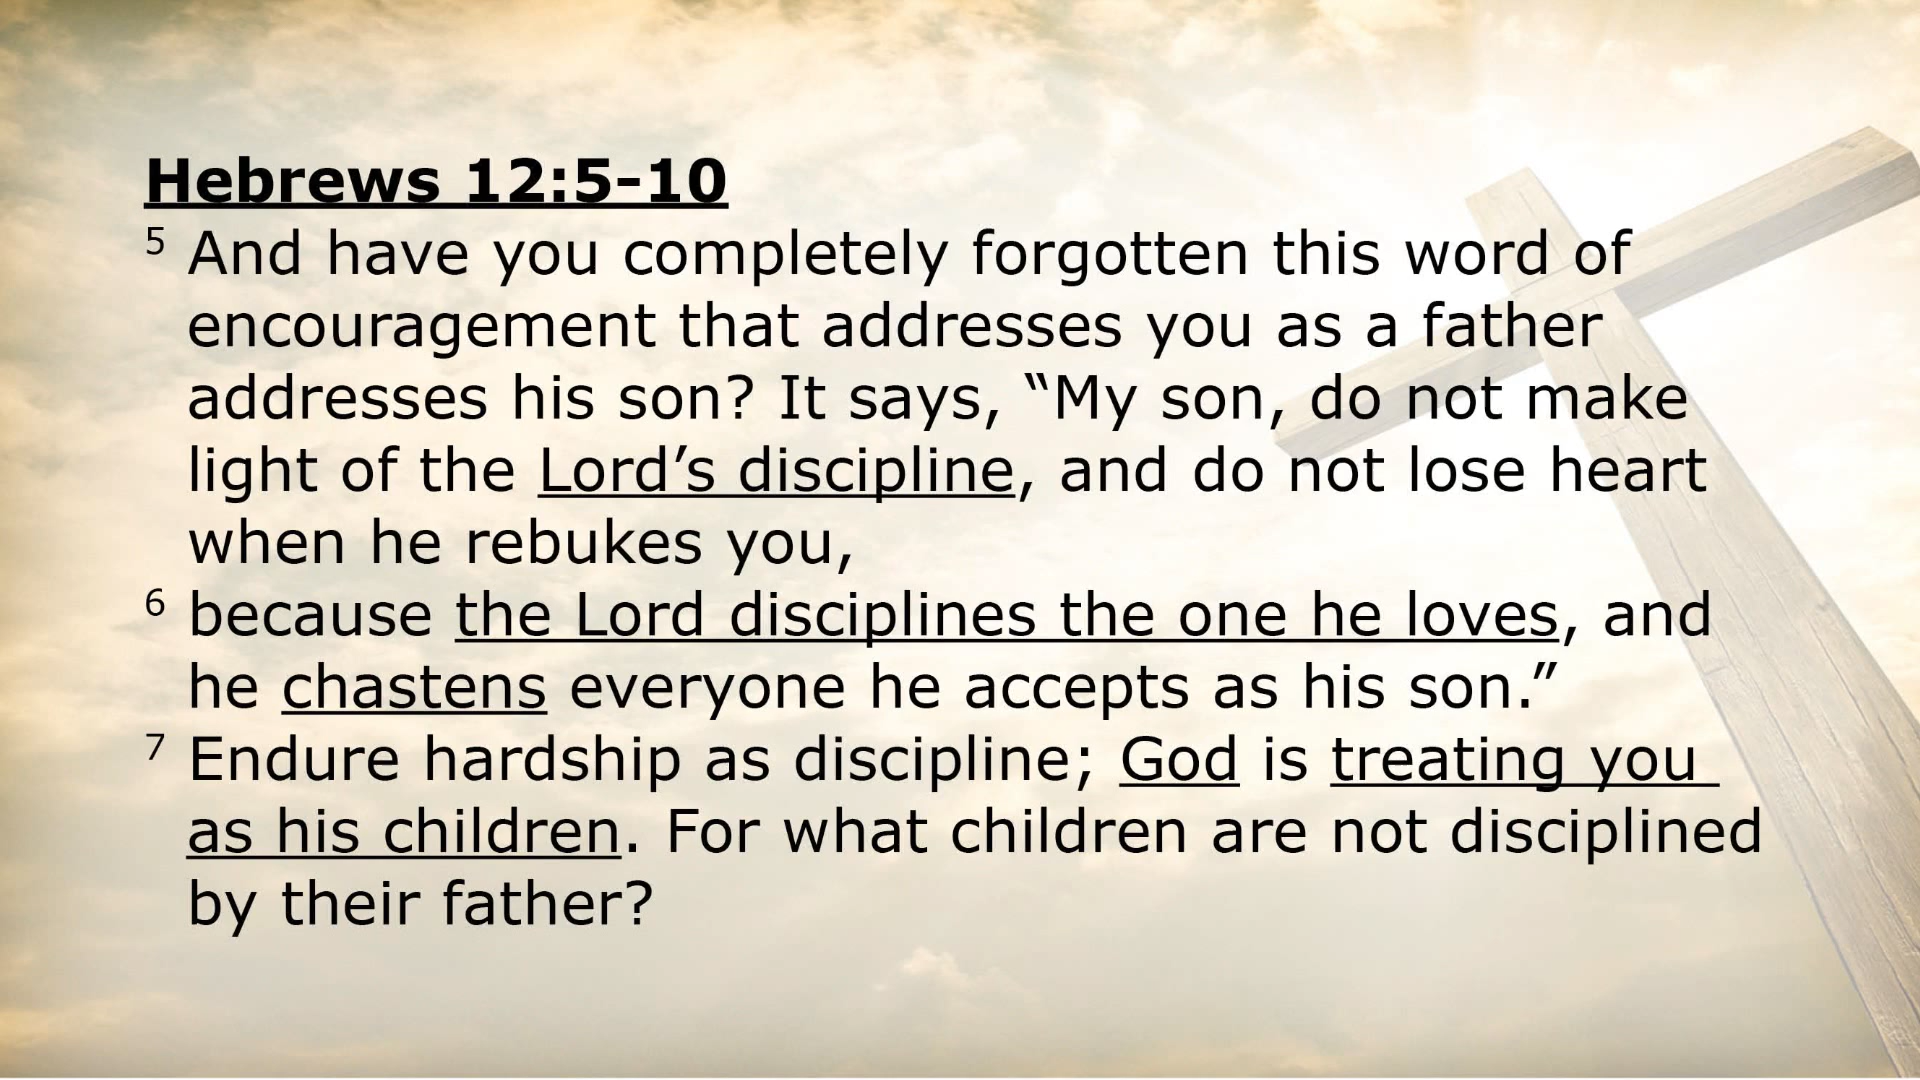 Hebrews 12:5-10
5 And have you completely forgotten this word of
encouragement that addresses you as a father
addresses his son? It says, “My son, do not make
light of the Lord’s discipline, and do not lose heart
when he rebukes you,
6 because the Lord disciplines the one he loves, and
he chastens everyone he accepts as his son.”
7 Endure hardship as discipline; God is treating you
as his children. For what children are not disciplined
by their father?